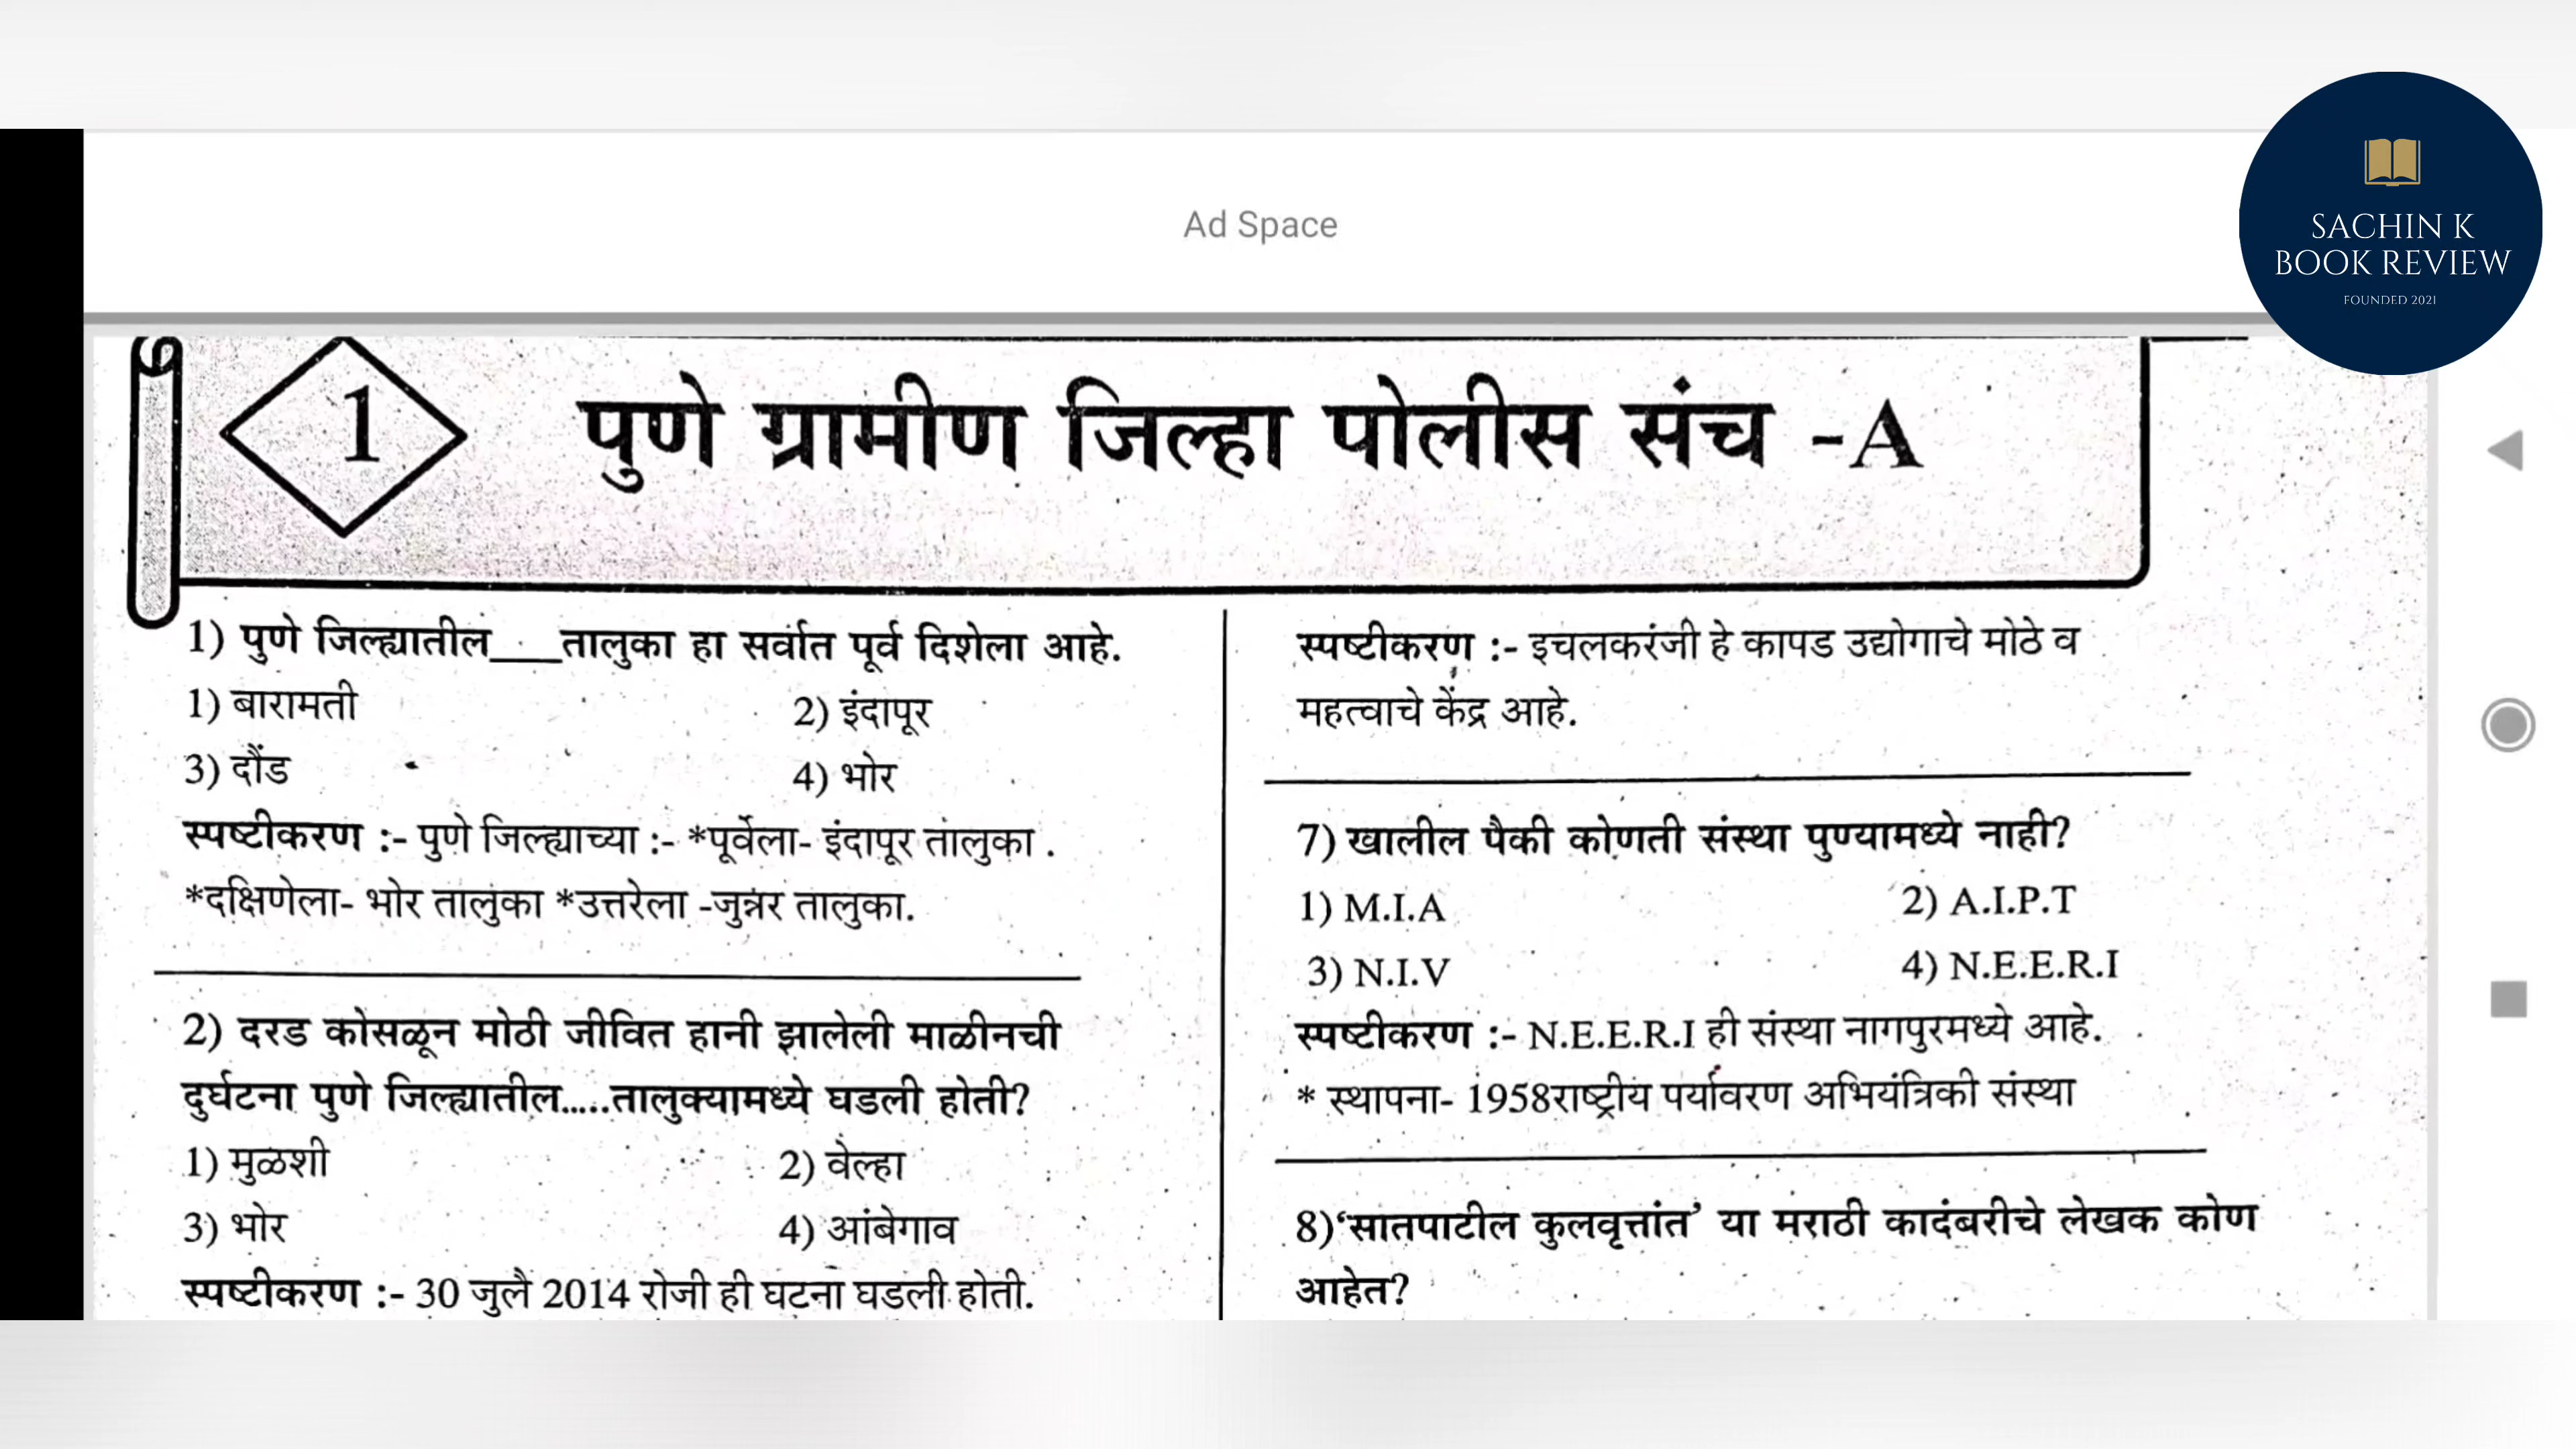 Ad Space
SACHIN K
BOOK REVIEW
FOUNDED 2021
1
पुणे ग्रामीण जिल्हा पोलीस संच -A
1) पुणे जिल्ह्यातील___तालुका हा सर्वात पूर्व दिशेला आहे.
1) बारामती 2) इंदापूर
3) दौंड 4) भोर
स्पष्टीकरण :- पुणे जिल्ह्याच्या :- *पूर्वेला- इंदापूर तालुका .
*दक्षिणेला- भोर तालुका *उत्तरेला -जुन्नर तालुका.
2) दरड कोसळून मोठी जीवित हानी झालेली माळीनची
दुर्घटना पुणे जिल्ह्यातील.....तालुक्यामध्ये घडली होती?
1) मुळशी 2) वेल्हा
3) भोर 4) आंबेगाव
स्पष्टीकरण :- 30 जुलै 2014 रोजी ही घटना घडली होती.
स्पष्टीकरण :- इचलकरंजी हे कापड उद्योगाचे मोठे व
महत्वाचे केंद्र आहे.
7) खालील पैकी कोणती संस्था पुण्यामध्ये नाही?
1) M.I.A 2) A.I.P.T
3) N.I.V 4) N.E.E.R.I
स्पष्टीकरण :- N.E.E.R.I ही संस्था नागपुरमध्ये आहे.
* स्थापना- 1958राष्ट्रीय पर्यावरण अभियंत्रिकी संस्था
8)‘सातपाटील कुलवृत्तांत’ या मराठी कादंबरीचे लेखक कोण
आहेत?